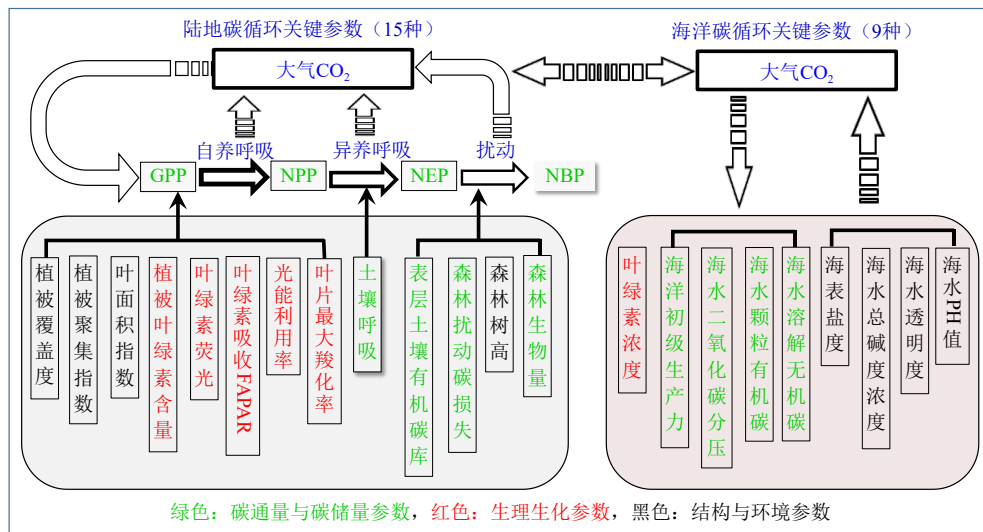 陆地碳循环关键参数（15种）
海洋碳循环关键参数（9种）
大气CO₂
大气CO₂
自养呼吸
异养呼吸
扰动
GPP
NPP
NEP
NBP
植被覆盖度
植被聚集指数
叶面积指数
植被叶绿素含量
叶绿素荧光
叶绿素吸收FAPAR
光能利用率
叶片最大羧化率
土壤呼吸
表层土壤有机碳库
森林扰动碳损失
森林树高
森林生物量
叶绿素浓度
海洋初级生产力
海水二氧化碳分压
海水颗粒有机碳
海水溶解无机碳
海表盐度
海水总碱度浓度
海水透明度
海水PH值
绿色：碳通量与碳储量参数，红色：生理生化参数，黑色：结构与环境参数